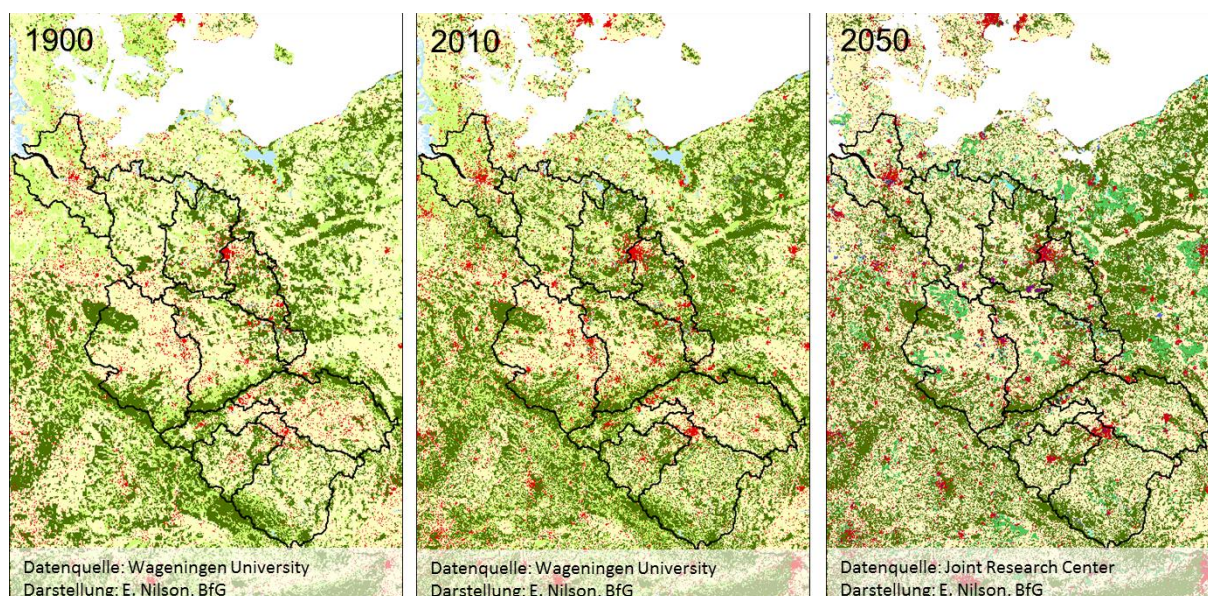 1900
Datenquelle: Wageningen University
Darstellung: E. Nilson, BfG
2010
Datenquelle: Wageningen University
Darstellung: E. Nilson, BfG
2050
Datenquelle: Joint Research Center
Darstellung: E. Nilson, BfG